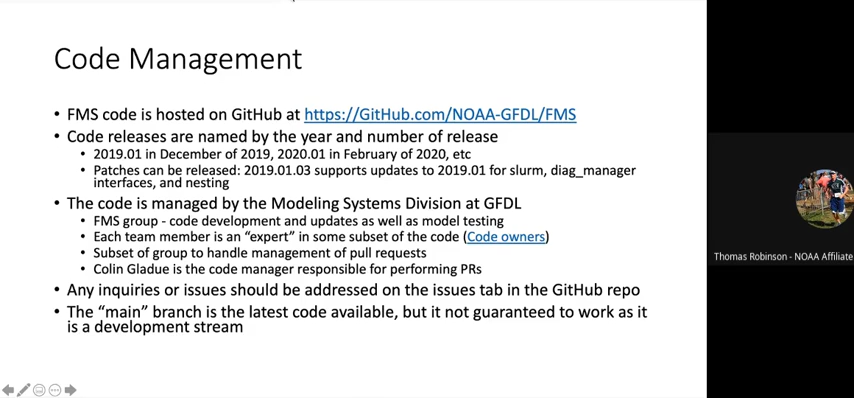 Code Management
• FMS code is hosted on GitHub at https://GitHub.com/NOAA-GFDL/FMS
• Code releases are named by the year and number of release
• 2019.01 in December of 2019, 2020.01 in February of 2020, etc
• Patches can be released: 2019.01.03 supports updates to 2019.01 for slurm, diag_manager
interfaces, and nesting
• The code is managed by the Modeling Systems Division at GFDL
• FMS group - code development and updates as well as model testing
• Each team member is an “expert” in some subset of the code (Code owners)
• Subset of group to handle management of pull requests
• Colin Gladue is the code manager responsible for performing PRs
• Any inquiries or issues should be addressed on the issues tab in the GitHub repo
• The “main” branch is the latest code available, but it not guaranteed to work as it
is a development stream
Thomas Robinson - NOAA Affiliate